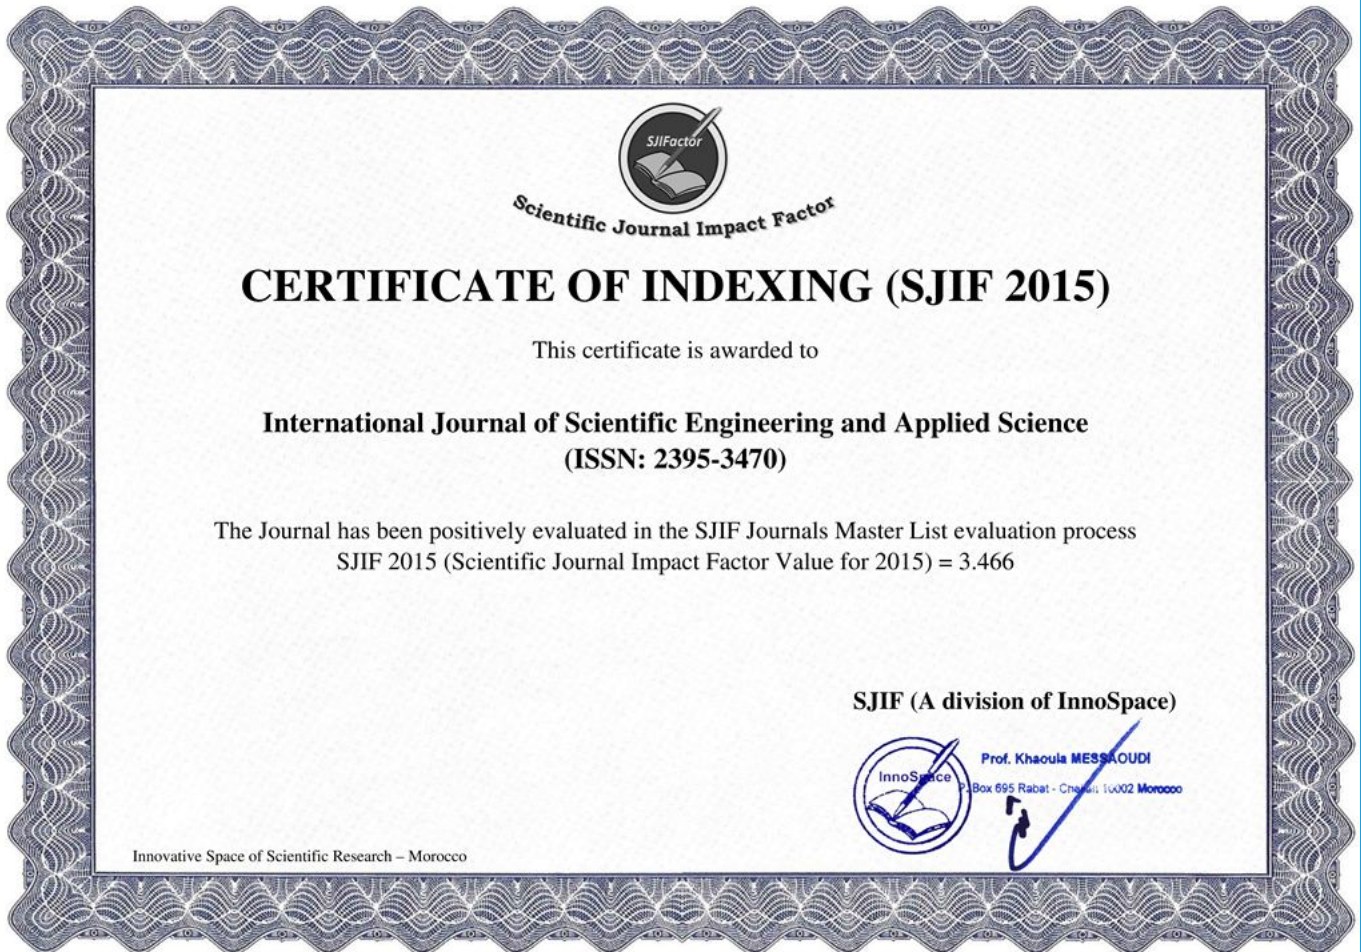 SJIFactor
Scientific Journal Impact Factor
CERTIFICATE OF INDEXING (SJIF 2015)
This certificate is awarded to
International Journal of Scientific Engineering and Applied Science
(ISSN: 2395-3470)
The Journal has been positively evaluated in the SJIF Journals Master List evaluation process
SJIF 2015 (Scientific Journal Impact Factor Value for 2015) = 3.466
SJIF (A division of InnoSpace)
InnoSpace
Prof. Khaoula MESSAOUDI
P. Box 695 Rabat - 10002 Morocco
Innovative Space of Scientific Research – Morocco